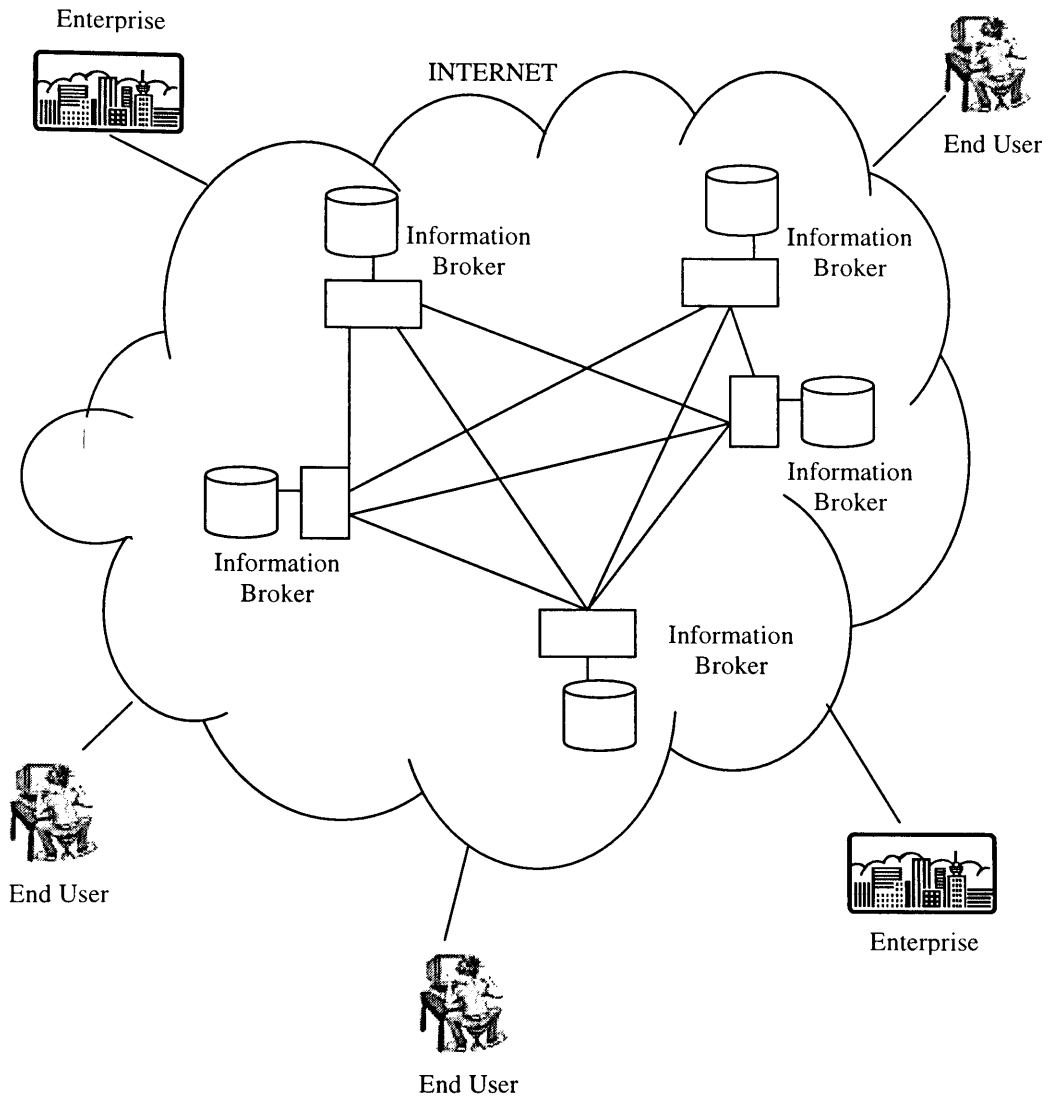 Enterprise
INTERNET
End User
Information
Broker
Information
Broker
Information
Broker
Information
Broker
Information
Broker
End User
Enterprise
End User